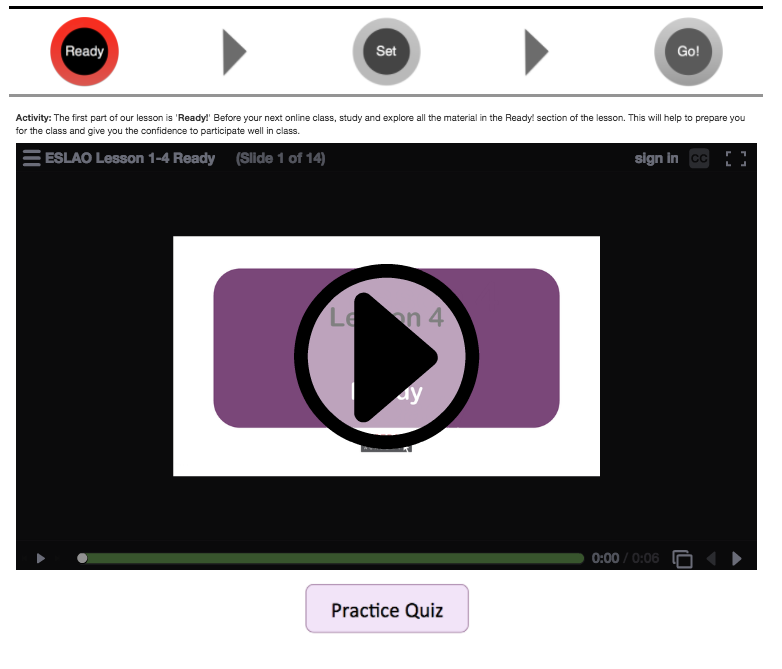 Ready Set Go!
Activity: The first part of our lesson is 'Ready!' Before your next online class, study and explore all the material in the Ready! section of the lesson. This will help to prepare you
for the class and give you the confidence to participate well in class.
ESLAO Lesson 1-4 Ready (Slide 1 of 14) sign in CC
Lesson 4
Ready
0:00 / 0:06
Practice Quiz